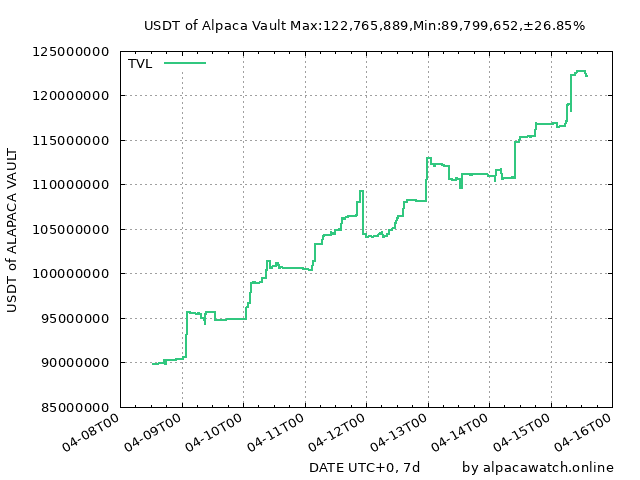 USDT of Alpaca Vault Max:122,765,889,Min:89,799,652,±26.85%
TVL
125000000
120000000
115000000
110000000
105000000
100000000
95000000
90000000
85000000
USDT of ALAPACA VAULT
04-08T00
04-09T00
04-10T00
04-11T00
04-12T00
04-13T00
04-14T00
04-15T00
04-16T00
DATE UTC+0, 7d
by alpacawatch.online